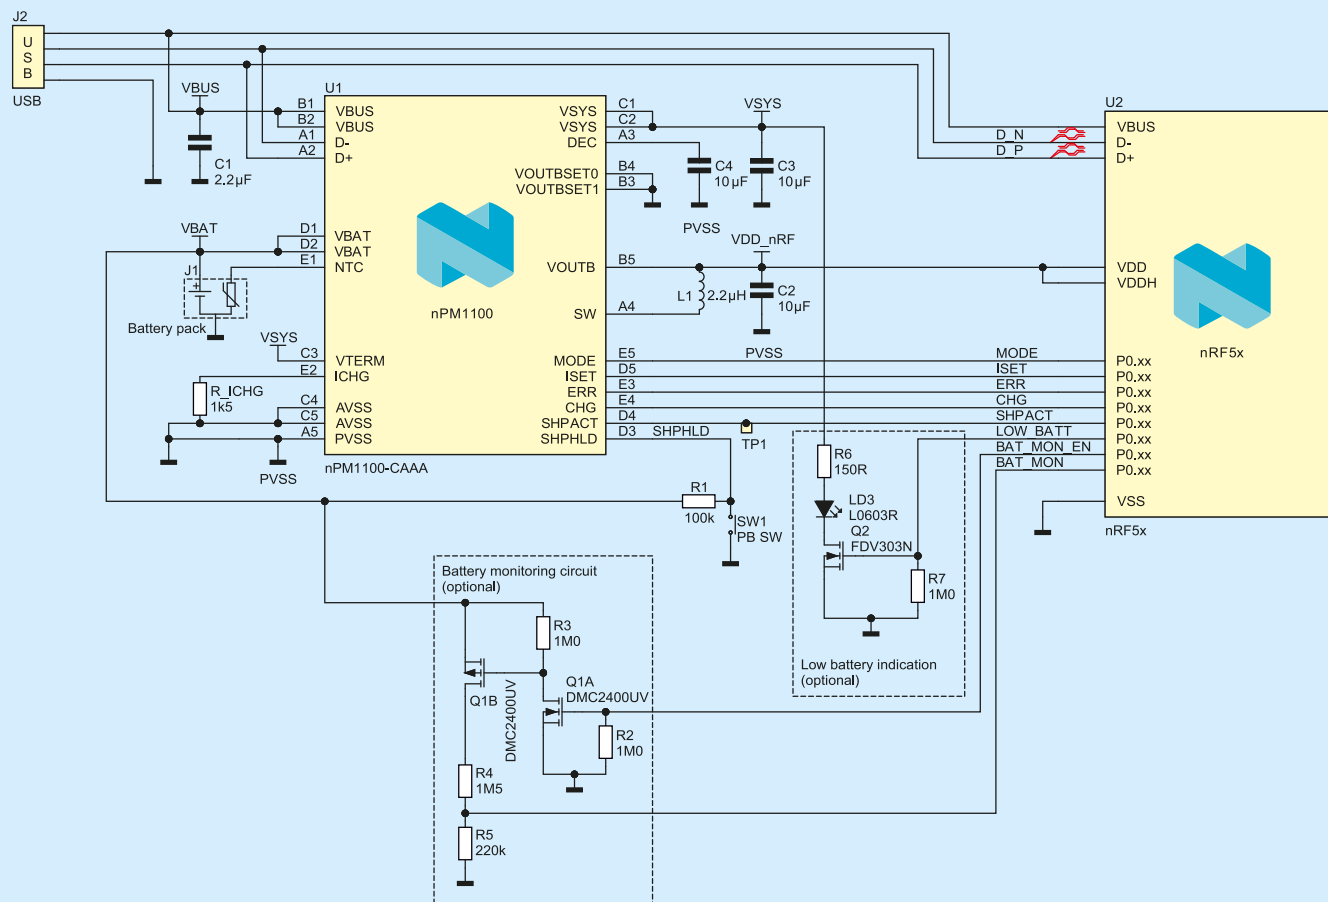 J2
U
S
B
USB
VBUS
C1
2.2µF
U1
B1 VBUS
B2 VBUS
A1 D-
A2 D+
D1 VBAT
D2 VBAT
E1 NTC
C3 VTERM
E2 ICHG
C4 AVSS
C5 AVSS
A5 PVSS
VSYS C1
VSYS C2
DEC A3
VOUTBSET0 B4
VOUTBSET1 B3
VOUTB B5
SW A4
MODE E5
ISET D5
ERR E3
CHG E4
SHPACT D4
SHPHLD D3
nPM1100
nPM1100-CAAA
VBAT
J1
+
Battery pack
VSYS
R_ICHG
1k5
PVSS
VSYS
C4
10µF
C3
10µF
PVSS
VDD_nRF
L1 2.2µH
C2
10µF
PVSS
SHPHLD
TP1
R1
100k
SW1
PB SW
U2
D_N
D_P
VBUS
D-
D+
VDD
VDDH
nRF5x
MODE P0.xx
ISET P0.xx
ERR P0.xx
CHG P0.xx
SHPACT P0.xx
LOW_BATT P0.xx
BAT_MON_EN P0.xx
BAT_MON P0.xx
VSS
nRF5x
R6
150R
LD3
L0603R
Q2
FDV303N
R7
1M0
Low battery indication
(optional)
Battery monitoring circuit
(optional)
R3
1M0
Q1B
DMC2400UV
Q1A
DMC2400UV
R2
1M0
R4
1M5
R5
220k